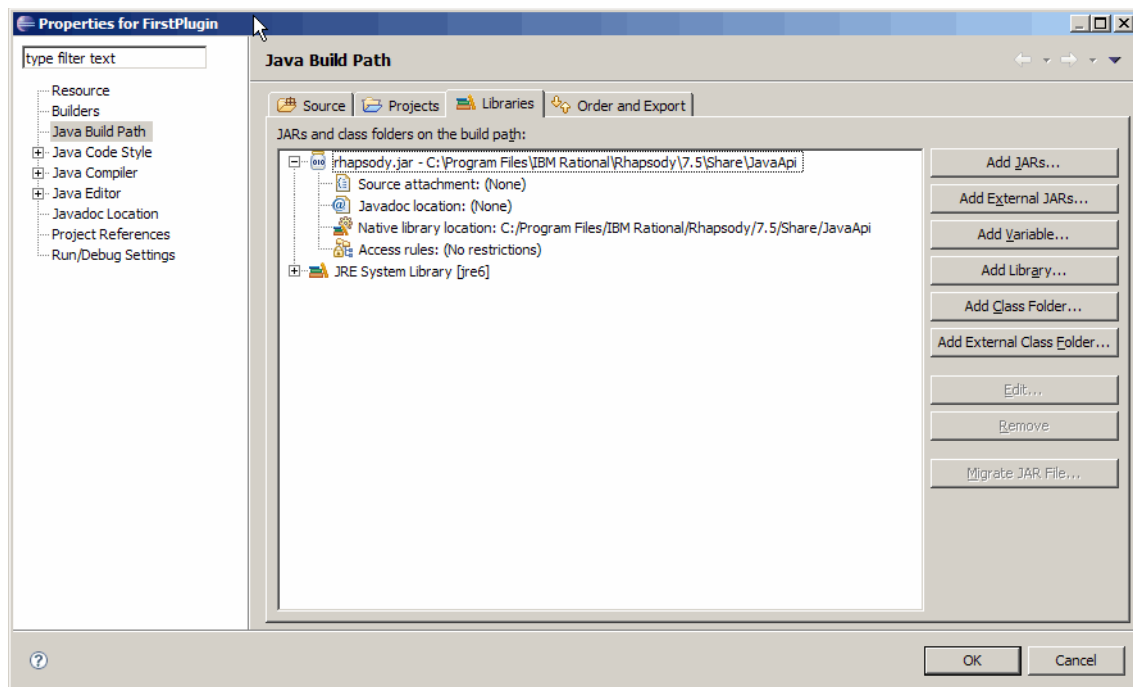 Properties for FirstPlugin
type filter text
Resource
Builders
Java Build Path
Java Code Style
Java Compiler
Java Editor
Javadoc Location
Project References
Run/Debug Settings
Java Build Path
Source
Projects
Libraries
Order and Export
JARs and class folders on the build path:
rhapsody.jar - C:\Program Files\IBM Rational\Rhapsody\7.5\Share\JavaApi
Source attachment: (None)
Javadoc location: (None)
Native library location: C:/Program Files/IBM Rational/Rhapsody/7.5/Share/JavaApi
Access rules: (No restrictions)
JRE System Library [jre6]
Add JARs...
Add External JARs...
Add Variable...
Add Library...
Add Class Folder...
Add External Class Folder...
Edit...
Remove
Migrate JAR File...
OK
Cancel